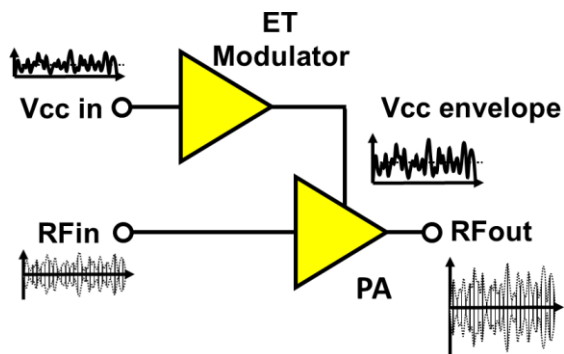 ET
Modulator
Vcc in
Vcc envelope
RFin
RFout
PA